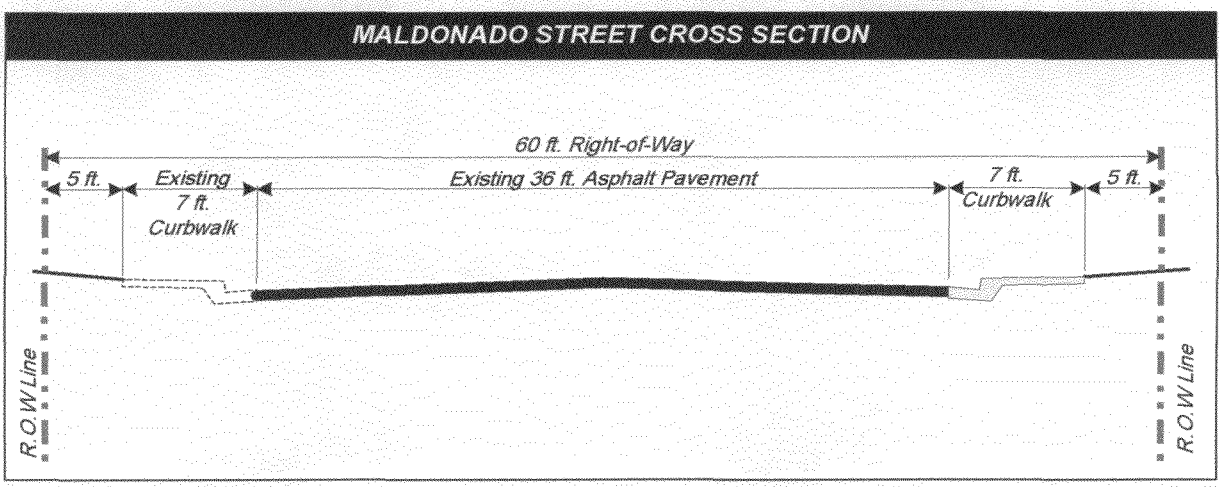 MALDONADO STREET CROSS SECTION
60 ft. Right-of-Way
5 ft.
Existing
7 ft.
Curbwalk
Existing 36 ft. Asphalt Pavement
7 ft.
Curbwalk
5 ft.
R.O.W Line
R.O.W Line